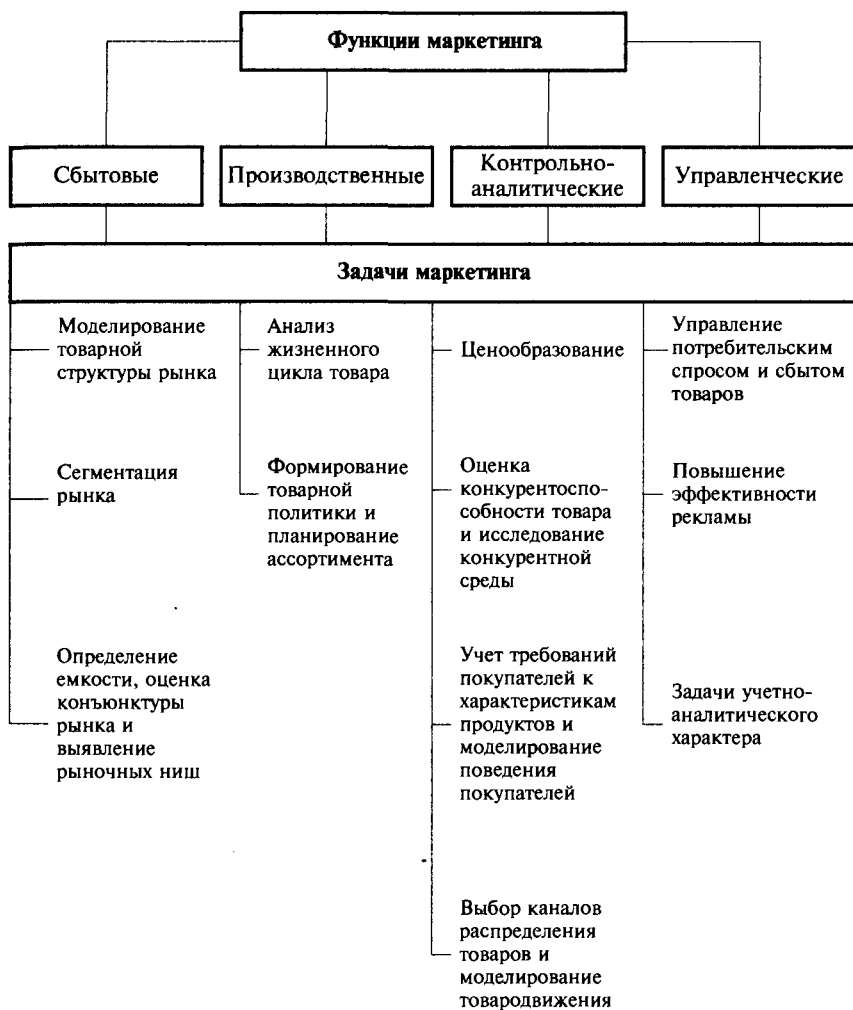 Функции маркетинга
Сбытовые
Производственные
Контрольно-
аналитические
Управленческие
Задачи маркетинга
Моделирование
товарной
структуры рынка
Сегментация
рынка
Определение
емкости, оценка
конъюнктуры
рынка и
выявление
рыночных ниш
Анализ
жизненного
цикла товара
Формирование
товарной
политики и
планирование
ассортимента
Ценообразование
Оценка
конкурентоспо-
собности товара
и исследование
конкурентной
среды
Учет требований
покупателей к
характеристикам
продуктов и
моделирование
поведения
покупателей
Выбор каналов
распределения
товаров и
моделирование
товародвижения
Управление
потребительским
спросом и сбытом
товаров
Повышение
эффективности
рекламы
Задачи учетно-
аналитического
характера